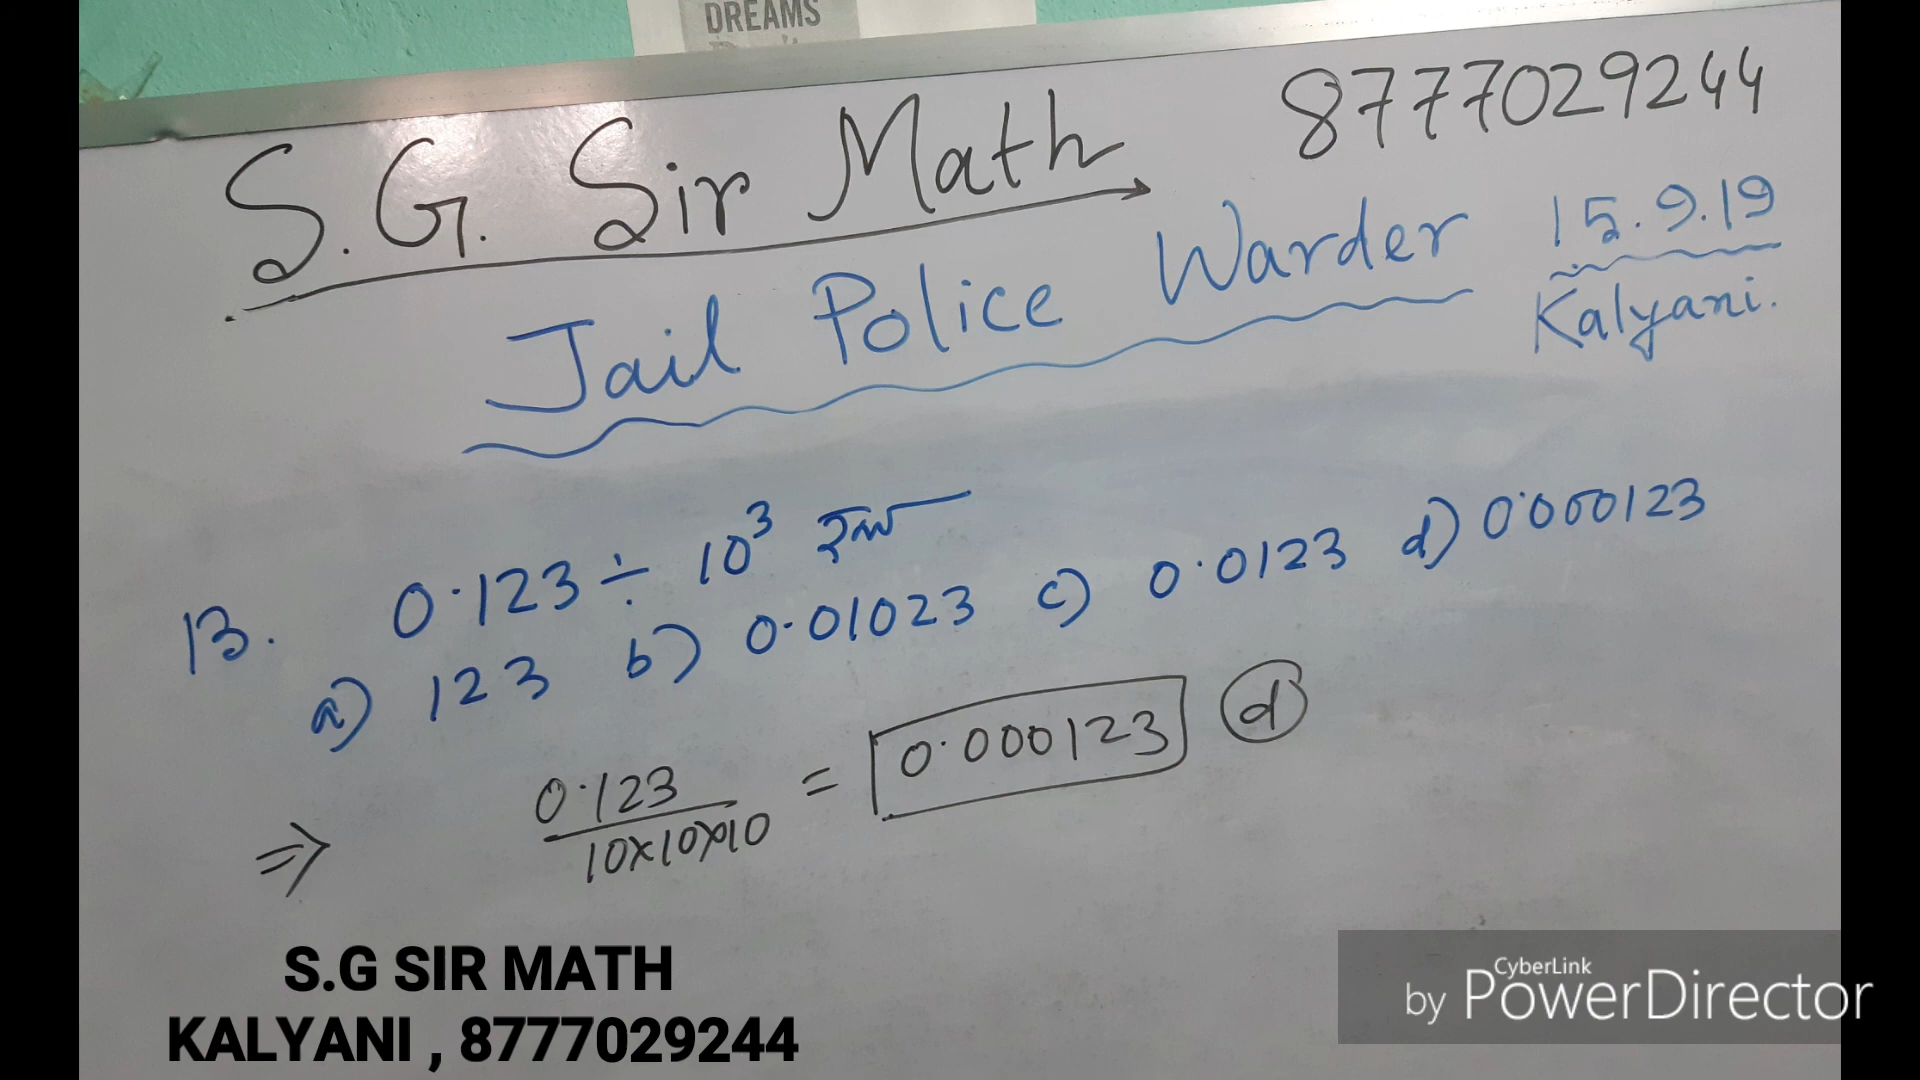 DREAMS
S.G. Sir Math 8777029244
Jail Police Warder 15.9.19
Kalyani.
13. 0.123 ÷ 10³ হল
a) 123 b) 0.01023 c) 0.0123 d) 0.000123
⇒ 0.123 / 10×10×10 = 0.000123 (d)
S.G SIR MATH
KALYANI , 8777029244
CyberLink
by PowerDirector